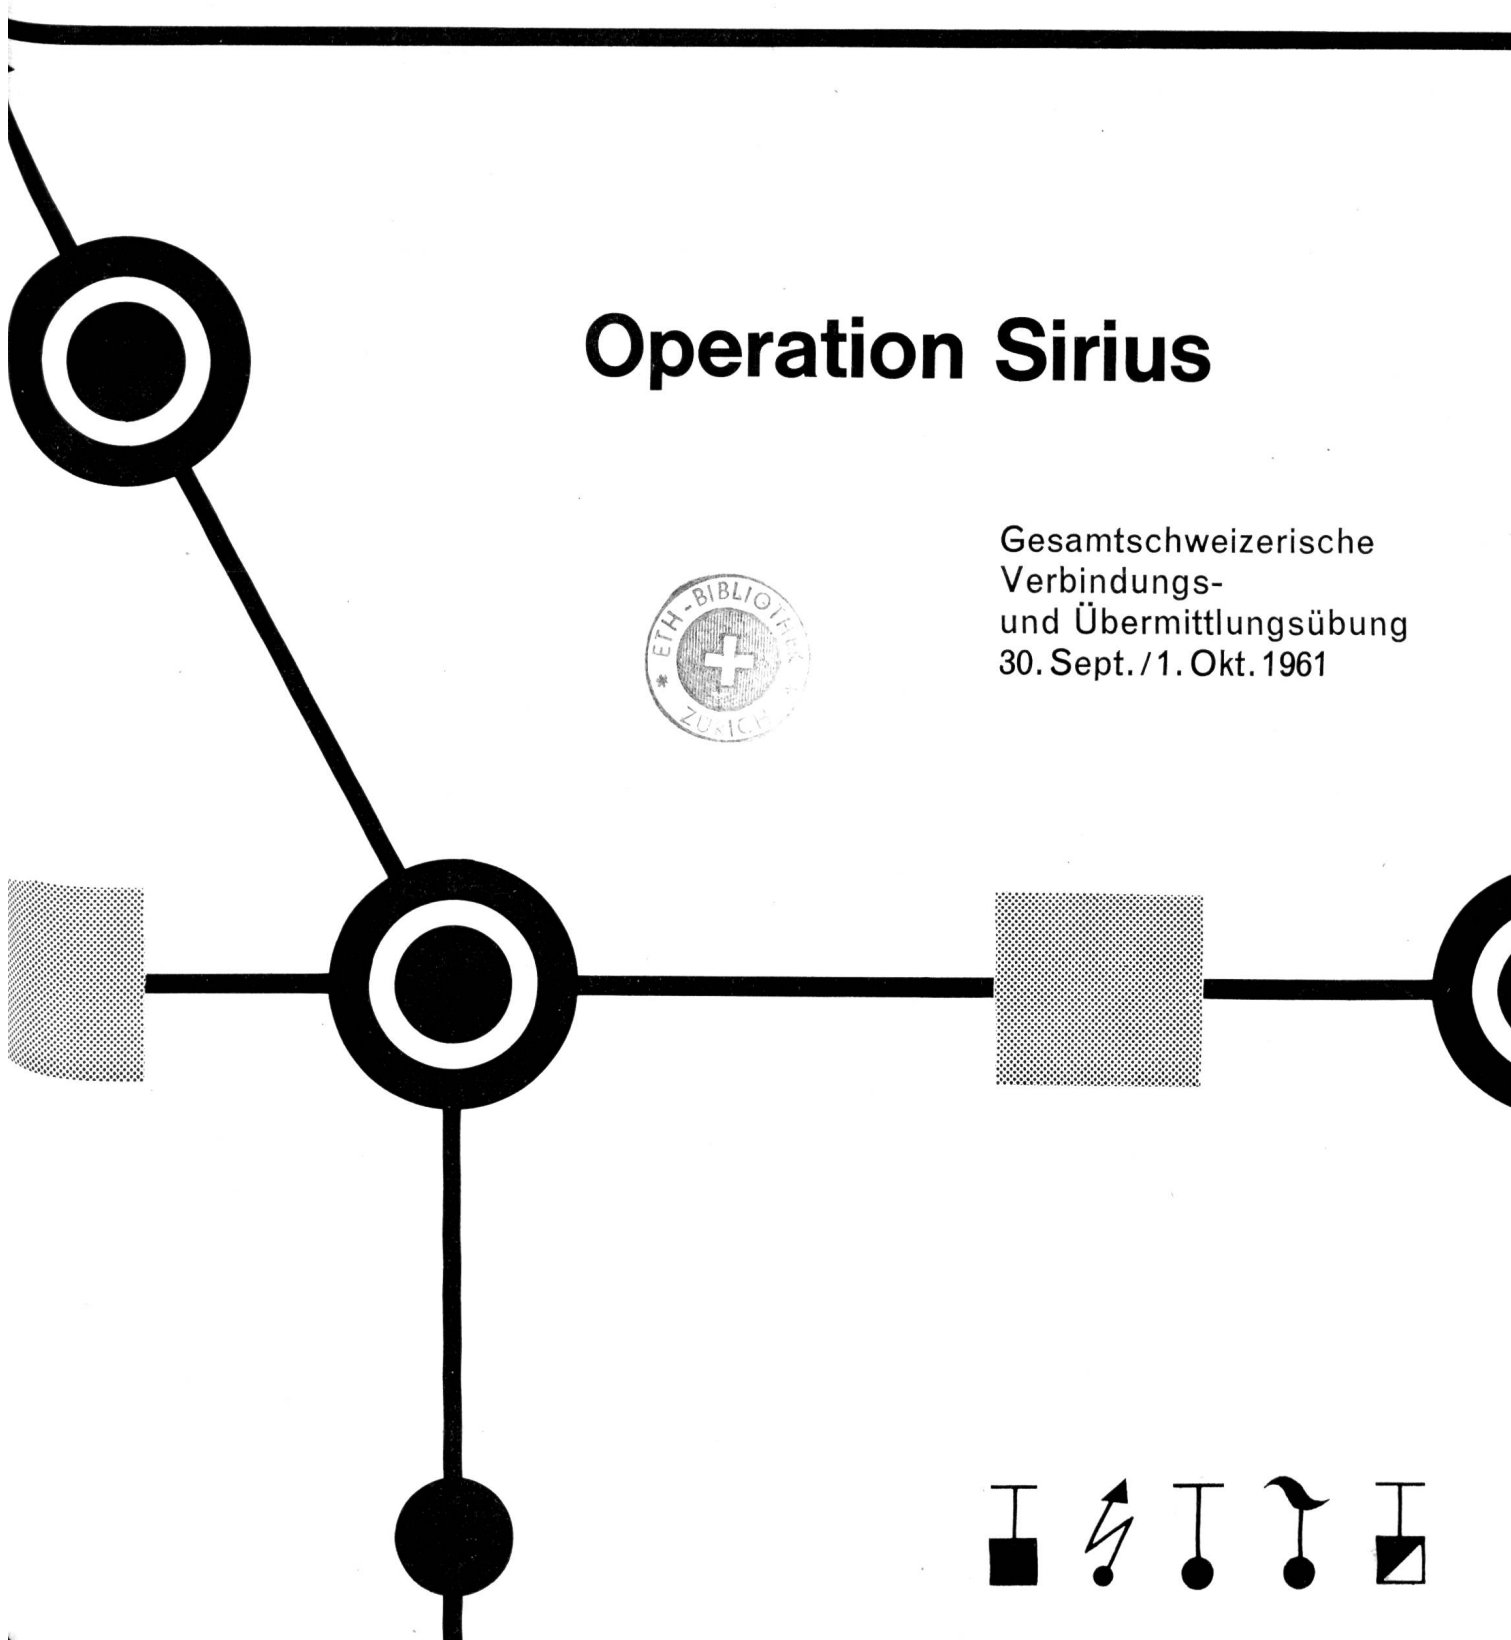 Operation Sirius
Gesamtschweizerische
Verbindungs-
und Übermittlungsübung
30. Sept./1. Okt. 1961
ETH-BIBLIOTHEK
ZÜRICH